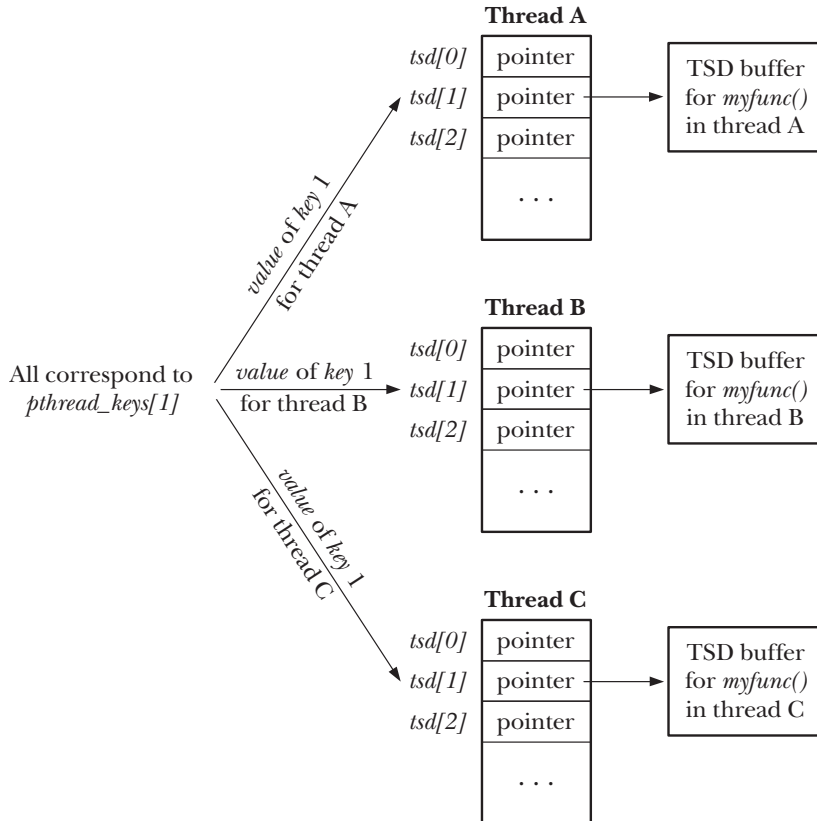 Thread A
tsd[0] pointer
tsd[1] pointer
tsd[2] pointer
. . .
TSD buffer
for myfunc()
in thread A
value of key 1
for thread A
Thread B
tsd[0] pointer
tsd[1] pointer
tsd[2] pointer
. . .
TSD buffer
for myfunc()
in thread B
All correspond to
pthread_keys[1]
value of key 1
for thread B
value of key 1
for thread C
Thread C
tsd[0] pointer
tsd[1] pointer
tsd[2] pointer
. . .
TSD buffer
for myfunc()
in thread C